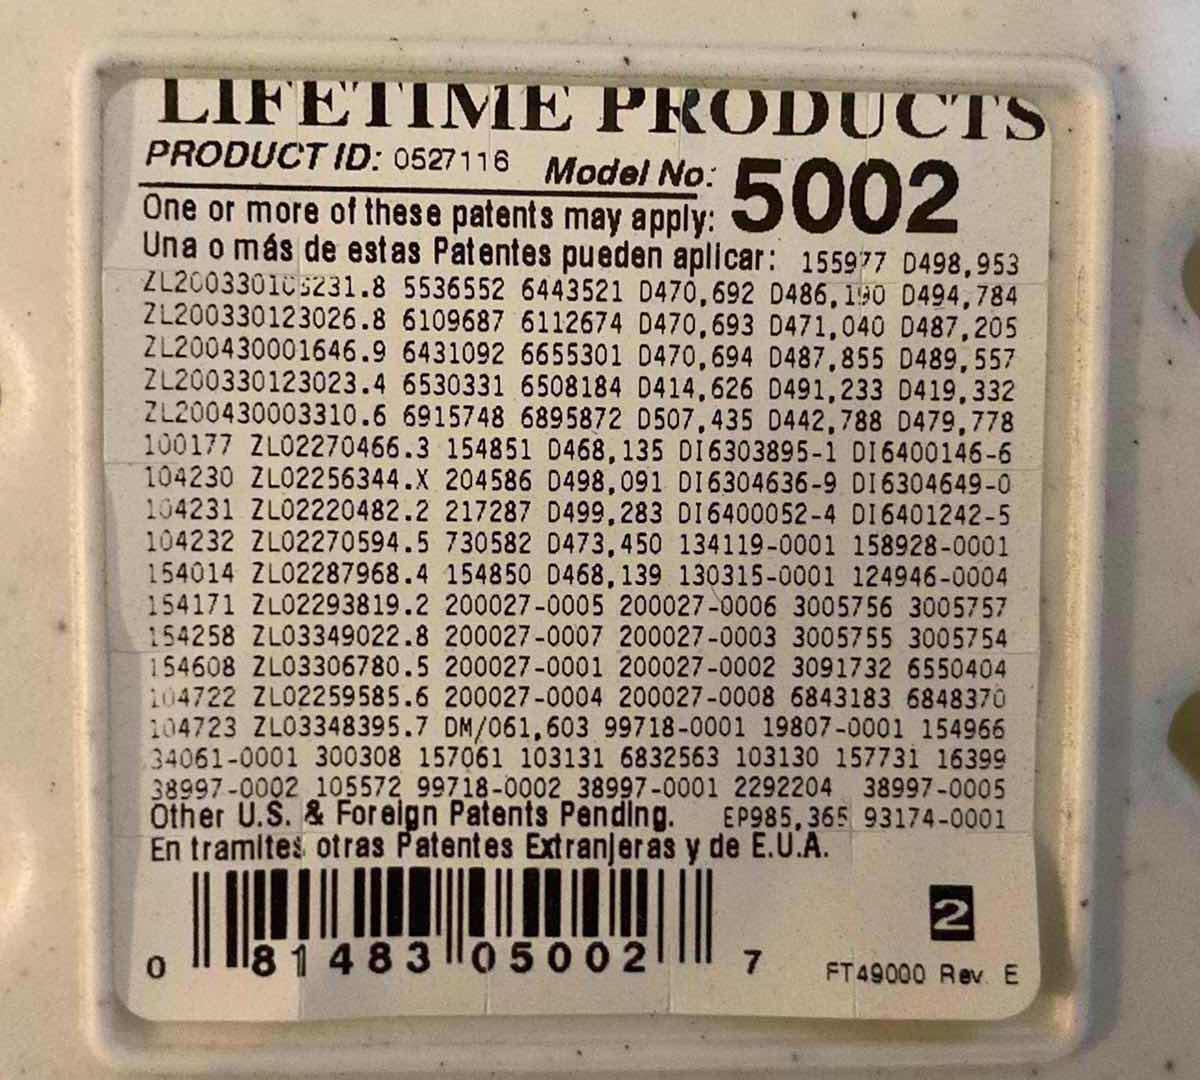 LIFETIME PRODUCTS
PRODUCT ID: 0527116 Model No: 5002
One or more of these patents may apply:
Una o más de estas Patentes pueden aplicar: 155977 D498,953
5536552 6443521 D470,692 D486,190 D494,784
ZL200330123026.8 6109687 6112674 D470,693 D471,040 D487,205
ZL200430001646.9 6431092 6655301 D470,694 D487,855 D489,557
ZL200330123023.4 6530331 6508184 D414,626 D491,233 D419,332
ZL200430003310.6 6915748 6895872 D507,435 D442,788 D479,778
100177 ZL02270466.3 154851 D468,135 DI6303895-1 DI6400146-6
104230 ZL02256344.X 204586 D498,091 DI6304636-9 DI6304649-0
104231 ZL02220482.2 217287 D499,283 DI6400052-4 DI6401242-5
104232 ZL02270594.5 730582 D473,450 134119-0001 158928-0001
154014 ZL02287968.4 154850 D468,139 130315-0001 124946-0004
154171 ZL02293819.2 200027-0005 200027-0006 3005756 3005757
154258 ZL03349022.8 200027-0007 200027-0003 3005755 3005754
154608 ZL03306780.5 200027-0001 200027-0002 3091732 6550404
104722 ZL02259585.6 200027-0004 200027-0008 6843183 6848370
104723 ZL03348395.7 DM/061,603 99718-0001 19807-0001 154966
34061-0001 300308 157061 103131 6832563 103130 157731 16399
38997-0002 105572 99718-0002 38997-0001 2292204 38997-0005
Other U.S. & Foreign Patents Pending. EP985,365 93174-0001
En tramites otras Patentes Extranjeras y de E.U.A.
2
0 81483 05002 7
FT49000 Rev. E